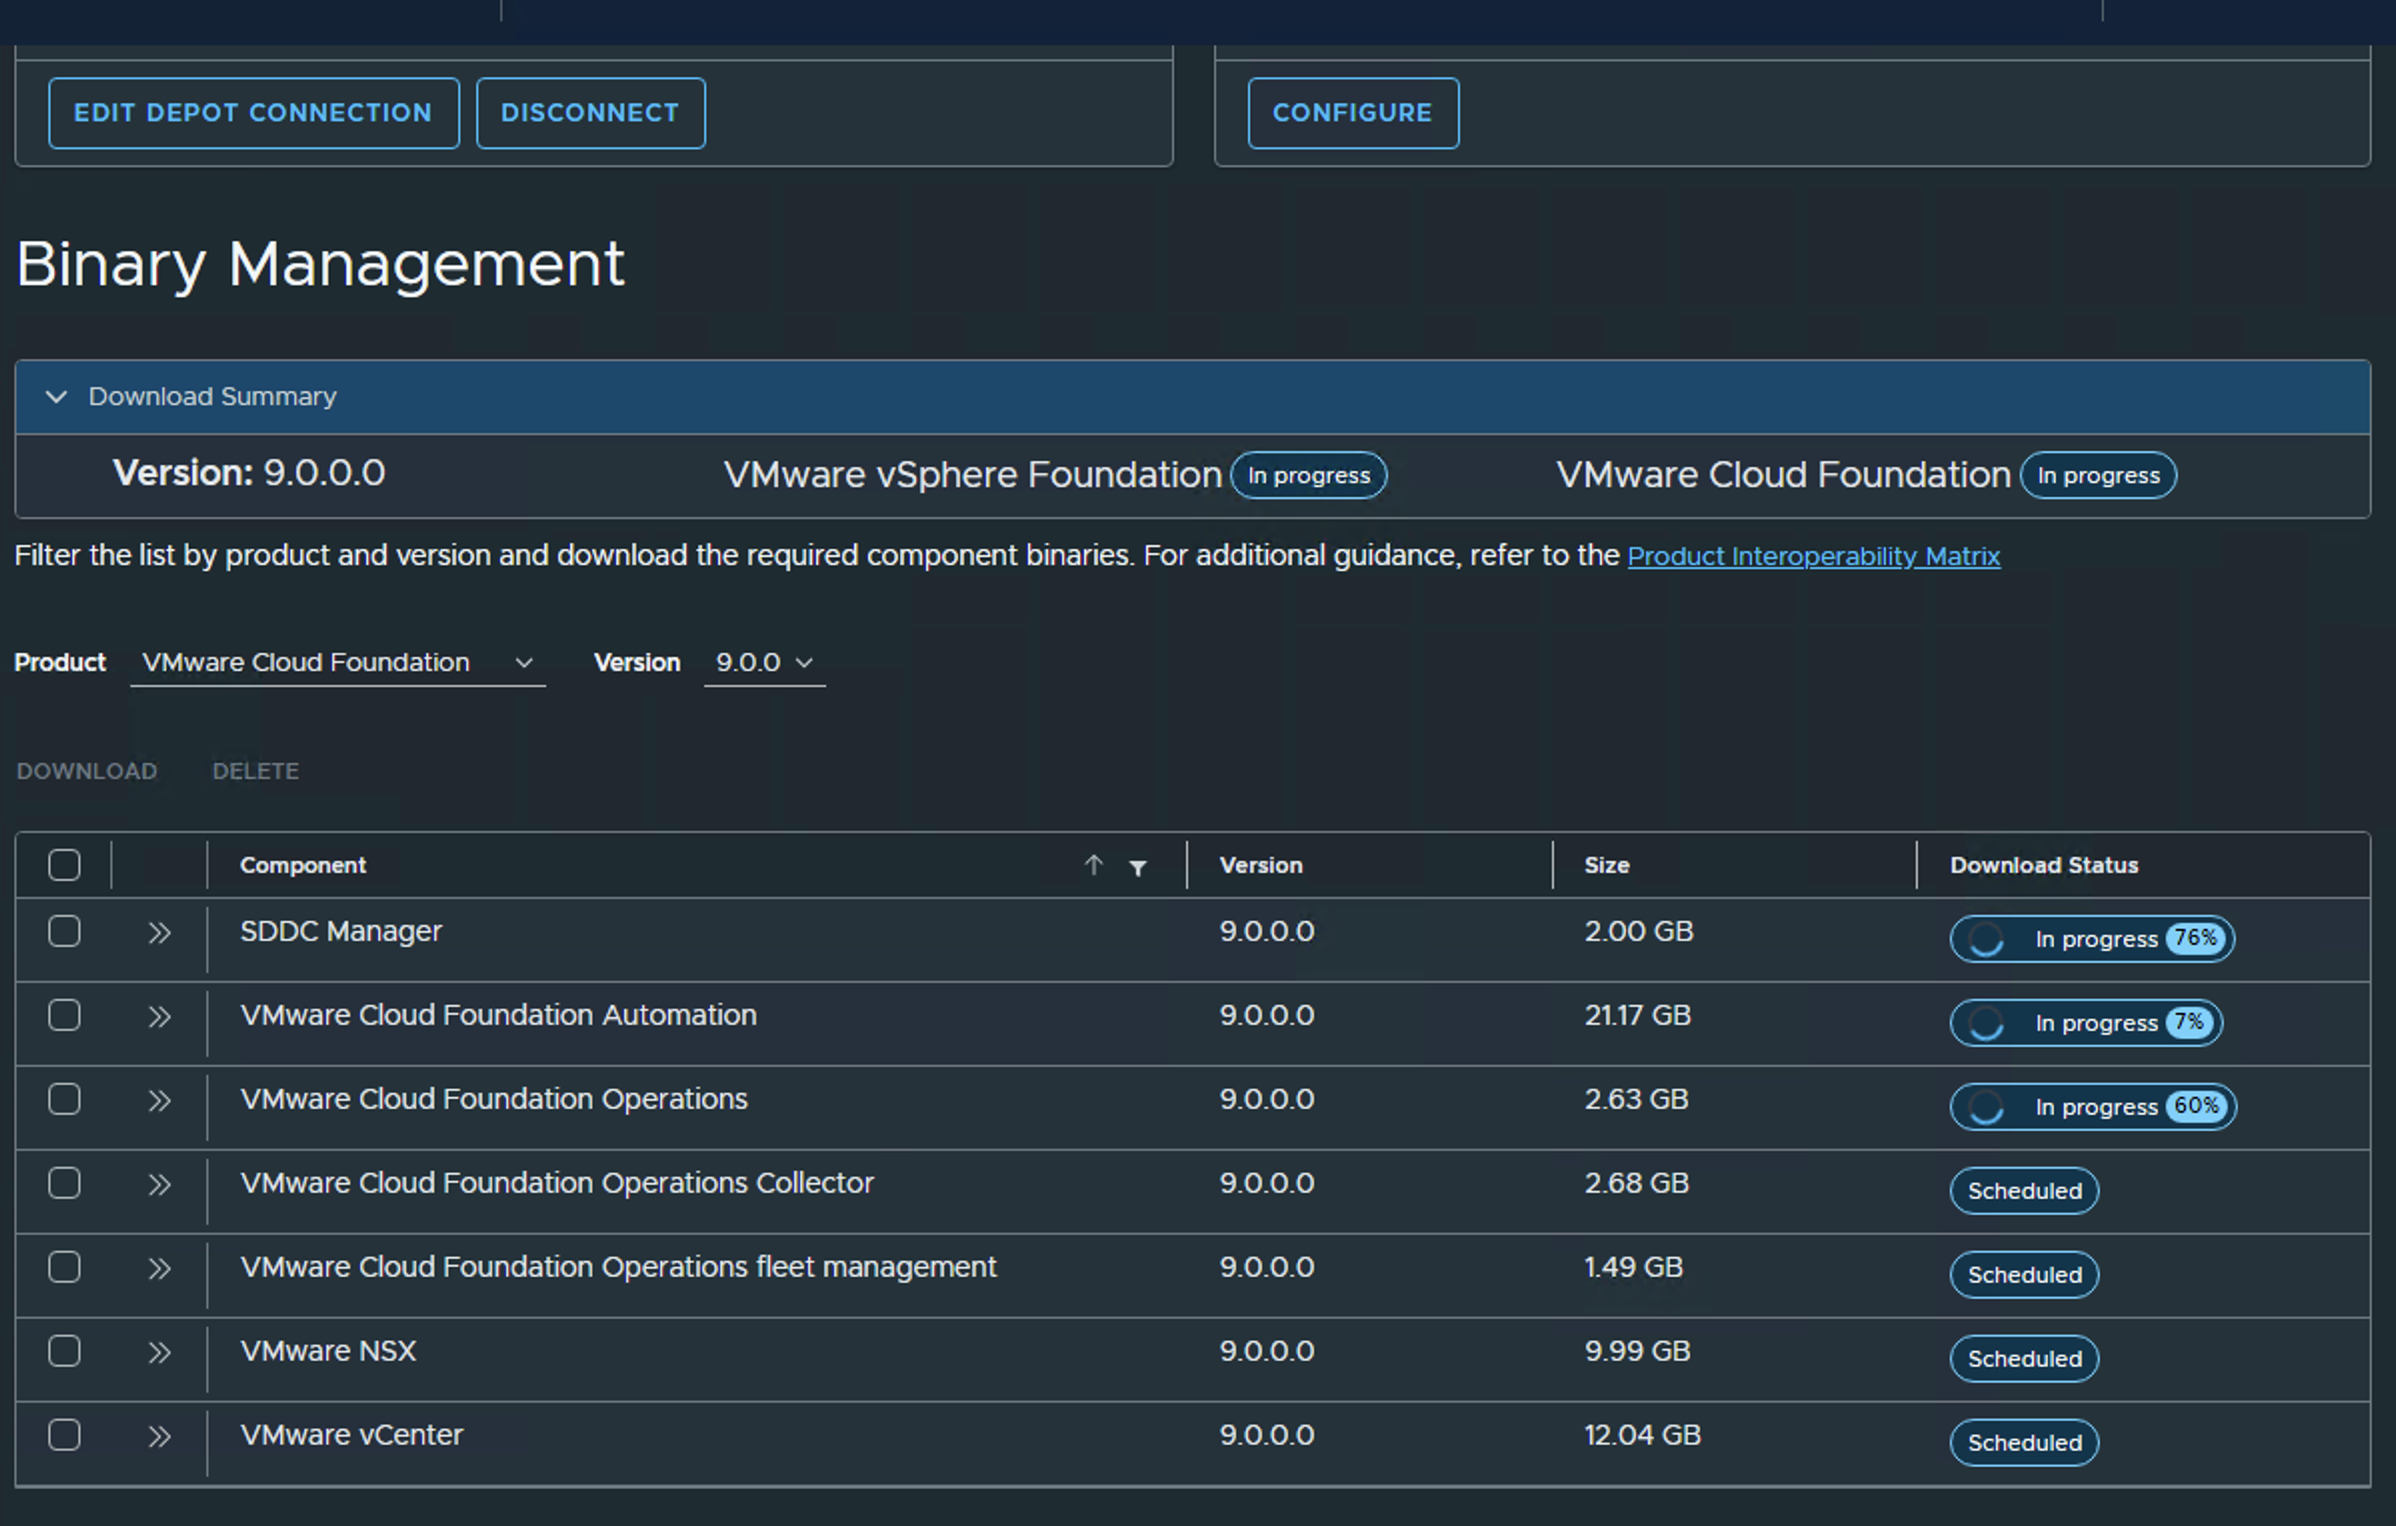 EDIT DEPOT CONNECTION DISCONNECT CONFIGURE
Binary Management
Download Summary
Version: 9.0.0.0 VMware vSphere Foundation In progress VMware Cloud Foundation In progress
Filter the list by product and version and download the required component binaries. For additional guidance, refer to the Product Interoperability Matrix
Product VMware Cloud Foundation Version 9.0.0
DOWNLOAD DELETE
Component Version Size Download Status
SDDC Manager 9.0.0.0 2.00 GB In progress 76%
VMware Cloud Foundation Automation 9.0.0.0 21.17 GB In progress 7%
VMware Cloud Foundation Operations 9.0.0.0 2.63 GB In progress 60%
VMware Cloud Foundation Operations Collector 9.0.0.0 2.68 GB Scheduled
VMware Cloud Foundation Operations fleet management 9.0.0.0 1.49 GB Scheduled
VMware NSX 9.0.0.0 9.99 GB Scheduled
VMware vCenter 9.0.0.0 12.04 GB Scheduled